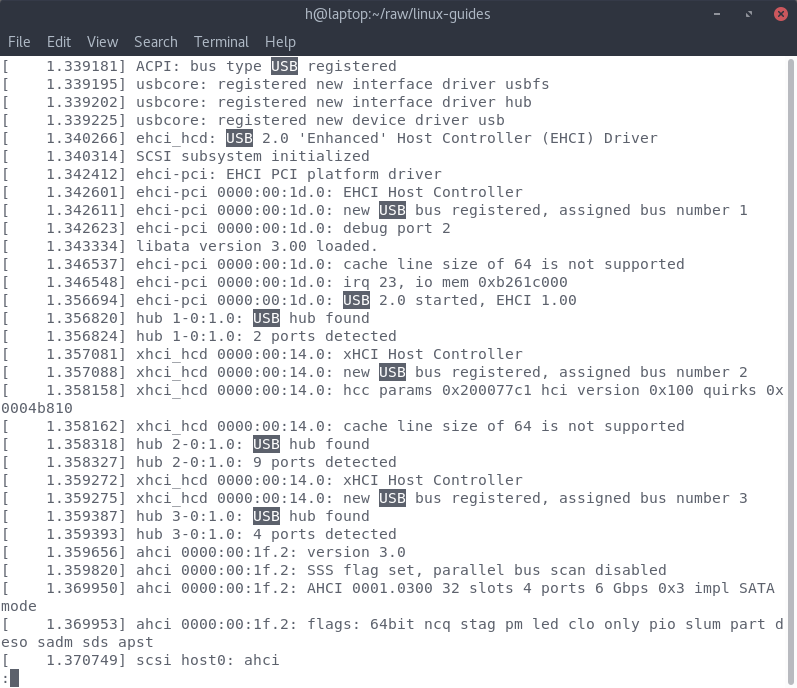 h@laptop:~/raw/linux-guides
File Edit View Search Terminal Help
[    1.339181] ACPI: bus type USB registered
[    1.339195] usbcore: registered new interface driver usbfs
[    1.339202] usbcore: registered new interface driver hub
[    1.339225] usbcore: registered new device driver usb
[    1.340266] ehci_hcd: USB 2.0 'Enhanced' Host Controller (EHCI) Driver
[    1.340314] SCSI subsystem initialized
[    1.342412] ehci-pci: EHCI PCI platform driver
[    1.342601] ehci-pci 0000:00:1d.0: EHCI Host Controller
[    1.342611] ehci-pci 0000:00:1d.0: new USB bus registered, assigned bus number 1
[    1.342623] ehci-pci 0000:00:1d.0: debug port 2
[    1.343334] libata version 3.00 loaded.
[    1.346537] ehci-pci 0000:00:1d.0: cache line size of 64 is not supported
[    1.346548] ehci-pci 0000:00:1d.0: irq 23, io mem 0xb261c000
[    1.356694] ehci-pci 0000:00:1d.0: USB 2.0 started, EHCI 1.00
[    1.356820] hub 1-0:1.0: USB hub found
[    1.356824] hub 1-0:1.0: 2 ports detected
[    1.357081] xhci_hcd 0000:00:14.0: xHCI Host Controller
[    1.357088] xhci_hcd 0000:00:14.0: new USB bus registered, assigned bus number 2
[    1.358158] xhci_hcd 0000:00:14.0: hcc params 0x200077c1 hci version 0x100 quirks 0x
0004b810
[    1.358162] xhci_hcd 0000:00:14.0: cache line size of 64 is not supported
[    1.358318] hub 2-0:1.0: USB hub found
[    1.358327] hub 2-0:1.0: 9 ports detected
[    1.359272] xhci_hcd 0000:00:14.0: xHCI Host Controller
[    1.359275] xhci_hcd 0000:00:14.0: new USB bus registered, assigned bus number 3
[    1.359387] hub 3-0:1.0: USB hub found
[    1.359393] hub 3-0:1.0: 4 ports detected
[    1.359656] ahci 0000:00:1f.2: version 3.0
[    1.359820] ahci 0000:00:1f.2: SSS flag set, parallel bus scan disabled
[    1.369950] ahci 0000:00:1f.2: AHCI 0001.0300 32 slots 4 ports 6 Gbps 0x3 impl SATA
mode
[    1.369953] ahci 0000:00:1f.2: flags: 64bit ncq stag pm led clo only pio slum part d
eso sadm sds apst
[    1.370749] scsi host0: ahci
: